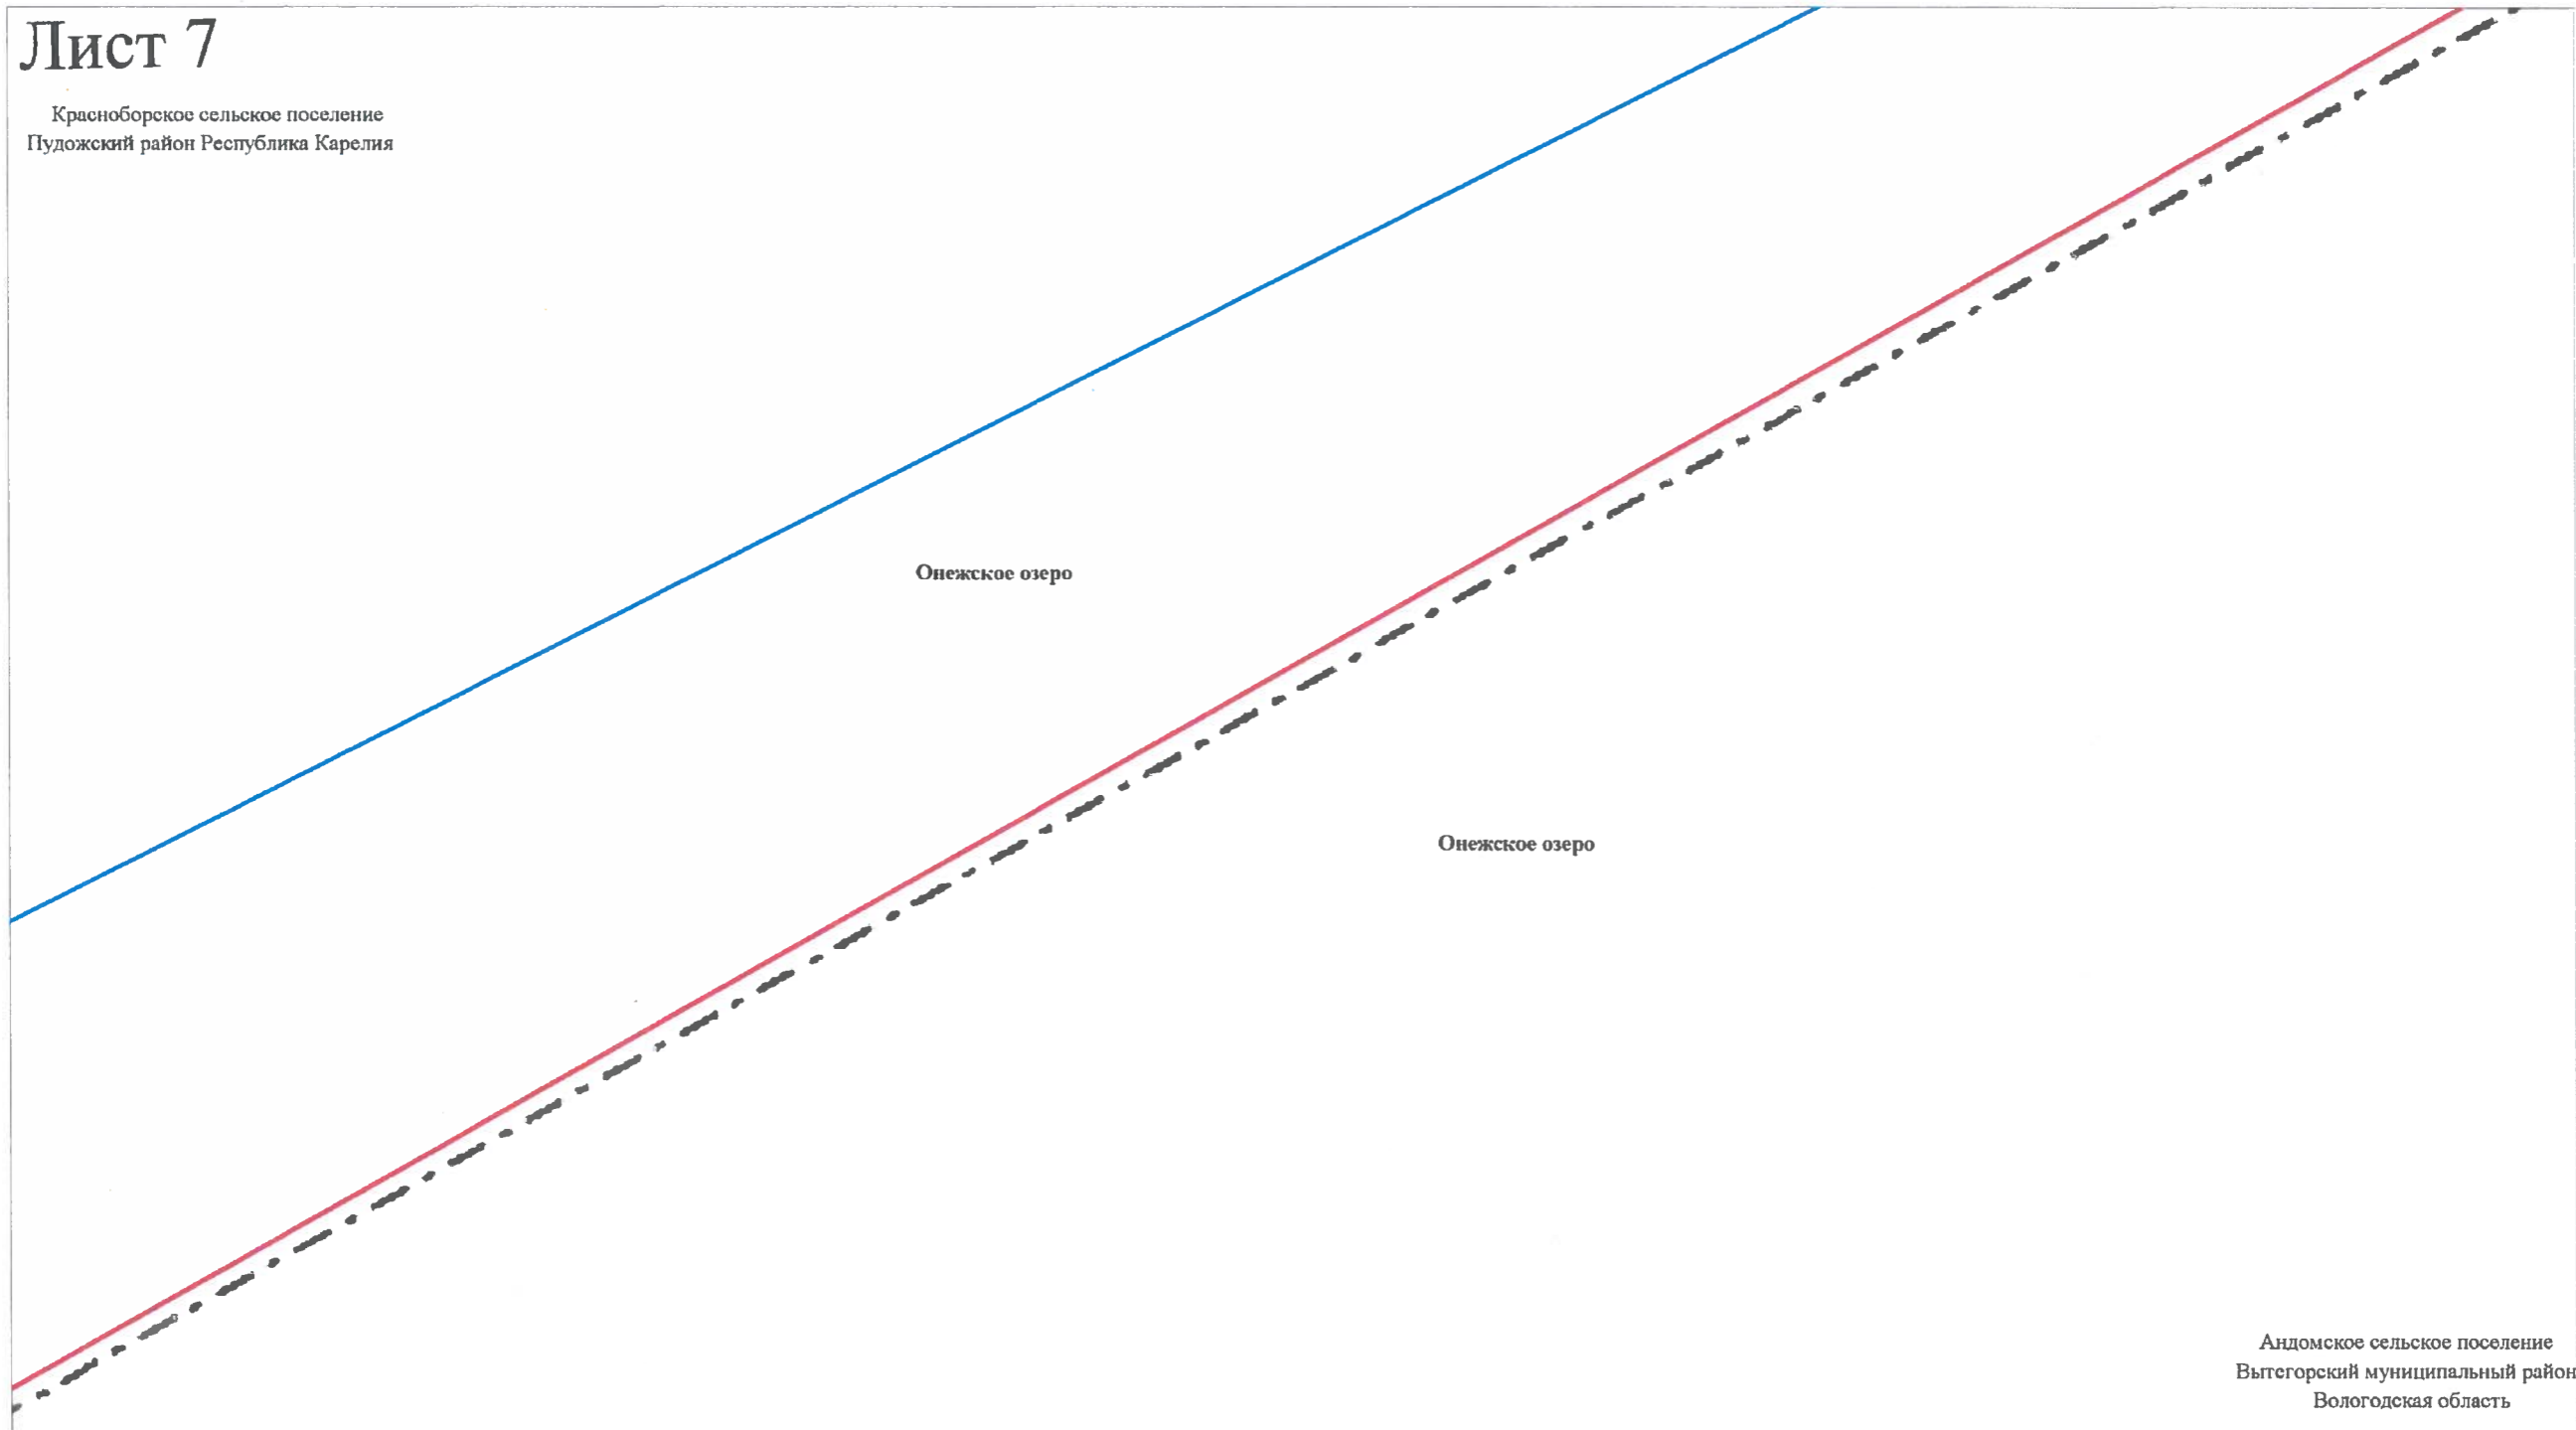 Лист 7
Красноборское сельское поселение
Пудожский район Республика Карелия
Онежское озеро
Онежское озеро
Андомское сельское поселение
Вытегорский муниципальный район
Вологодская область